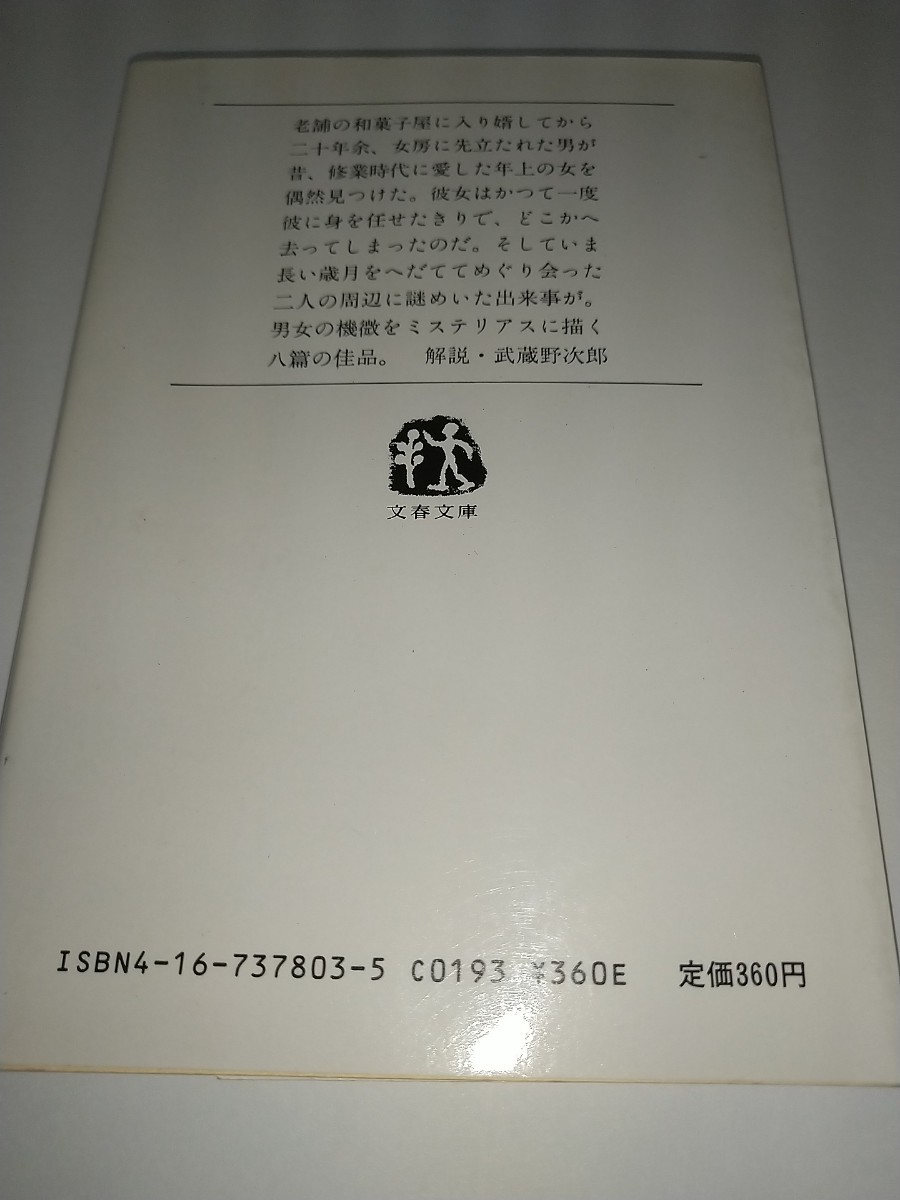 老舗の和菓子屋に入り婿してから
二十年余、女房に先立たれた男が
昔、修業時代に愛した年上の女を
偶然見つけた。彼女はかつて一度
彼に身を任せたきりで、どこかへ
去ってしまったのだ。そしていま
長い歳月をへだててめぐり会った
二人の周辺に謎めいた出来事が。
男女の機微をミステリアスに描く
八篇の佳品。　解説・武蔵野次郎
文春文庫
ISBN4-16-737803-5 C0193 ¥360E 定価360円